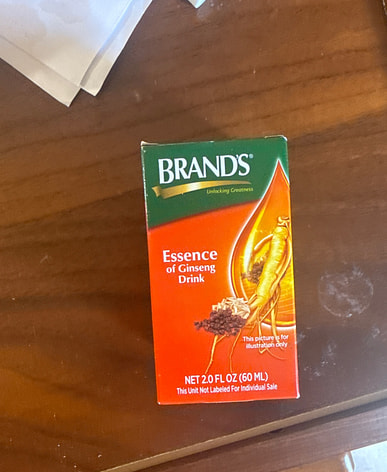 BRAND'S®
Unlocking Greatness
Essence
of Ginseng
Drink
This picture is for
illustration only
NET 2.0 FL OZ (60 ML)
This Unit Not Labeled For Individual Sale